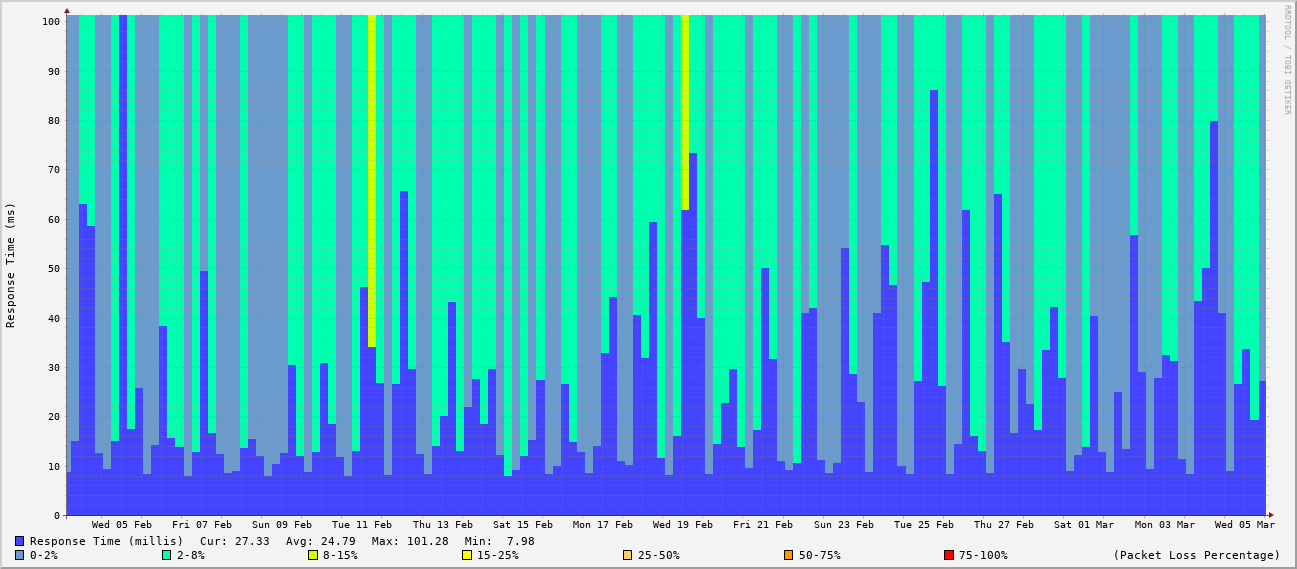 RRDTOOL / TOBI OETIKER
Response Time (ms)
100
90
80
70
60
50
40
30
20
10
0
Wed 05 Feb Fri 07 Feb Sun 09 Feb Tue 11 Feb Thu 13 Feb Sat 15 Feb Mon 17 Feb Wed 19 Feb Fri 21 Feb Sun 23 Feb Tue 25 Feb Thu 27 Feb Sat 01 Mar Mon 03 Mar Wed 05 Mar
Response Time (millis) Cur: 27.33 Avg: 24.79 Max: 101.28 Min: 7.98
0-2% 2-8% 8-15% 15-25% 25-50% 50-75% 75-100% (Packet Loss Percentage)